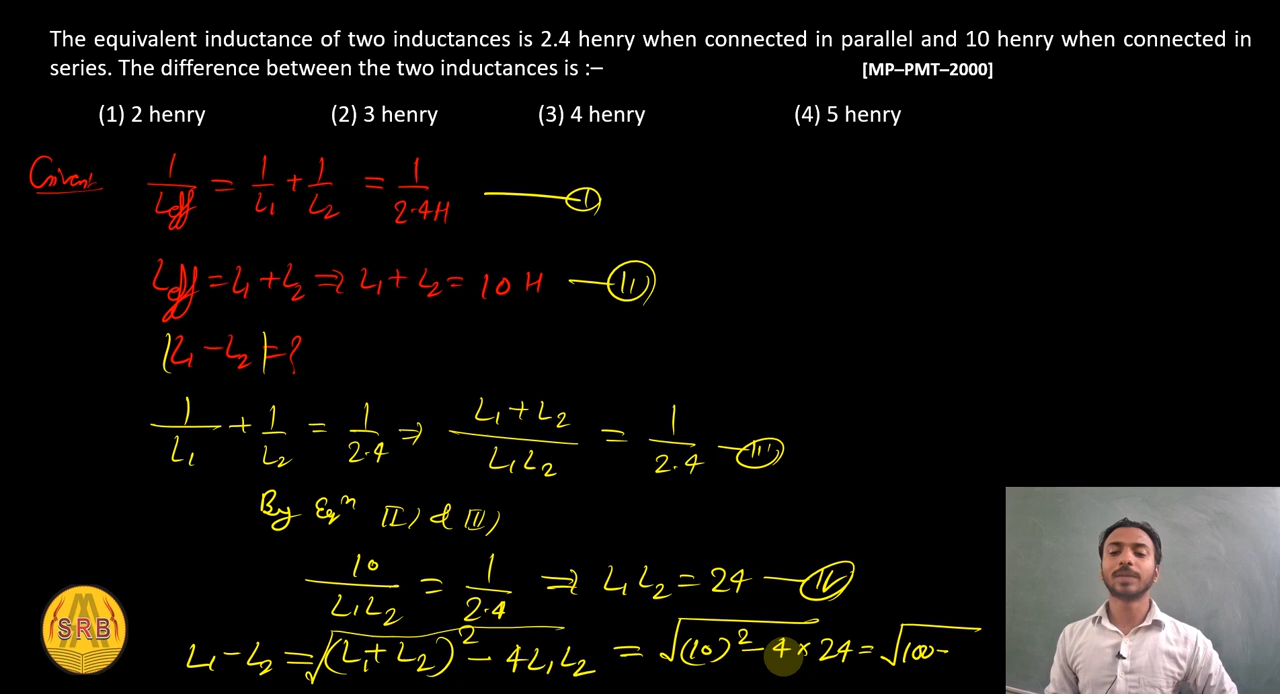 The equivalent inductance of two inductances is 2.4 henry when connected in parallel and 10 henry when connected in
series. The difference between the two inductances is :– [MP–PMT–2000]
(1) 2 henry (2) 3 henry (3) 4 henry (4) 5 henry
Given 1/Leff = 1/L₁ + 1/L₂ = 1/2.4H —(I)
Leff = L₁ + L₂ ⇒ L₁ + L₂ = 10 H —(II)
|L₁ – L₂| = ?
1/L₁ + 1/L₂ = 1/2.4 ⇒ (L₁ + L₂)/(L₁L₂) = 1/2.4 —(III)
By Eqⁿ (I) & (II)
10/(L₁L₂) = 1/2.4 ⇒ L₁L₂ = 24 —(IV)
L₁ – L₂ = √((L₁ + L₂)² – 4L₁L₂) = √((10)² – 4 × 24) = √(100–
SRB